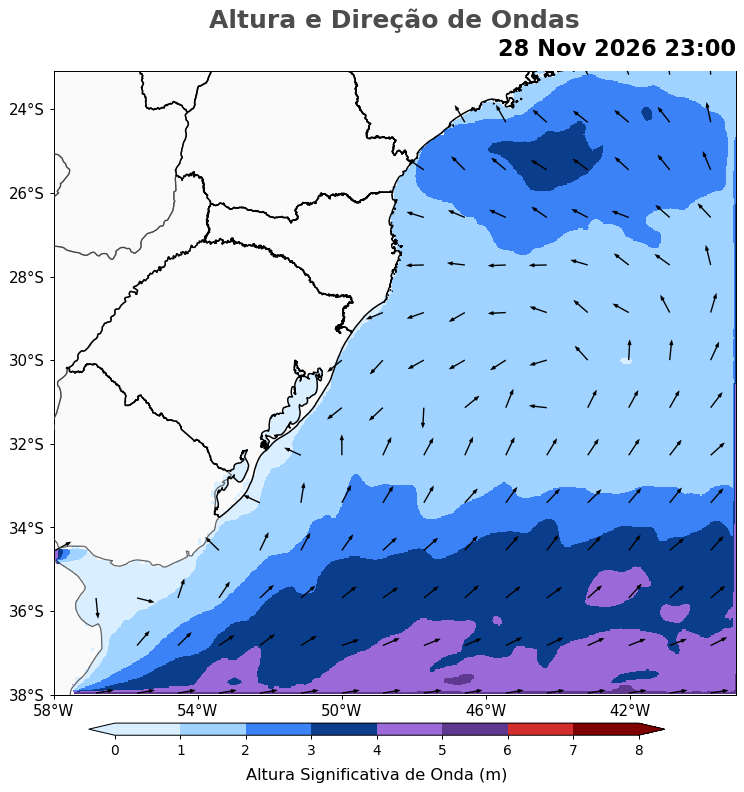 Altura e Direção de Ondas
28 Nov 2026 23:00
24°S
26°S
28°S
30°S
32°S
34°S
36°S
38°S
58°W 54°W 50°W 46°W 42°W
0 1 2 3 4 5 6 7 8
Altura Significativa de Onda (m)